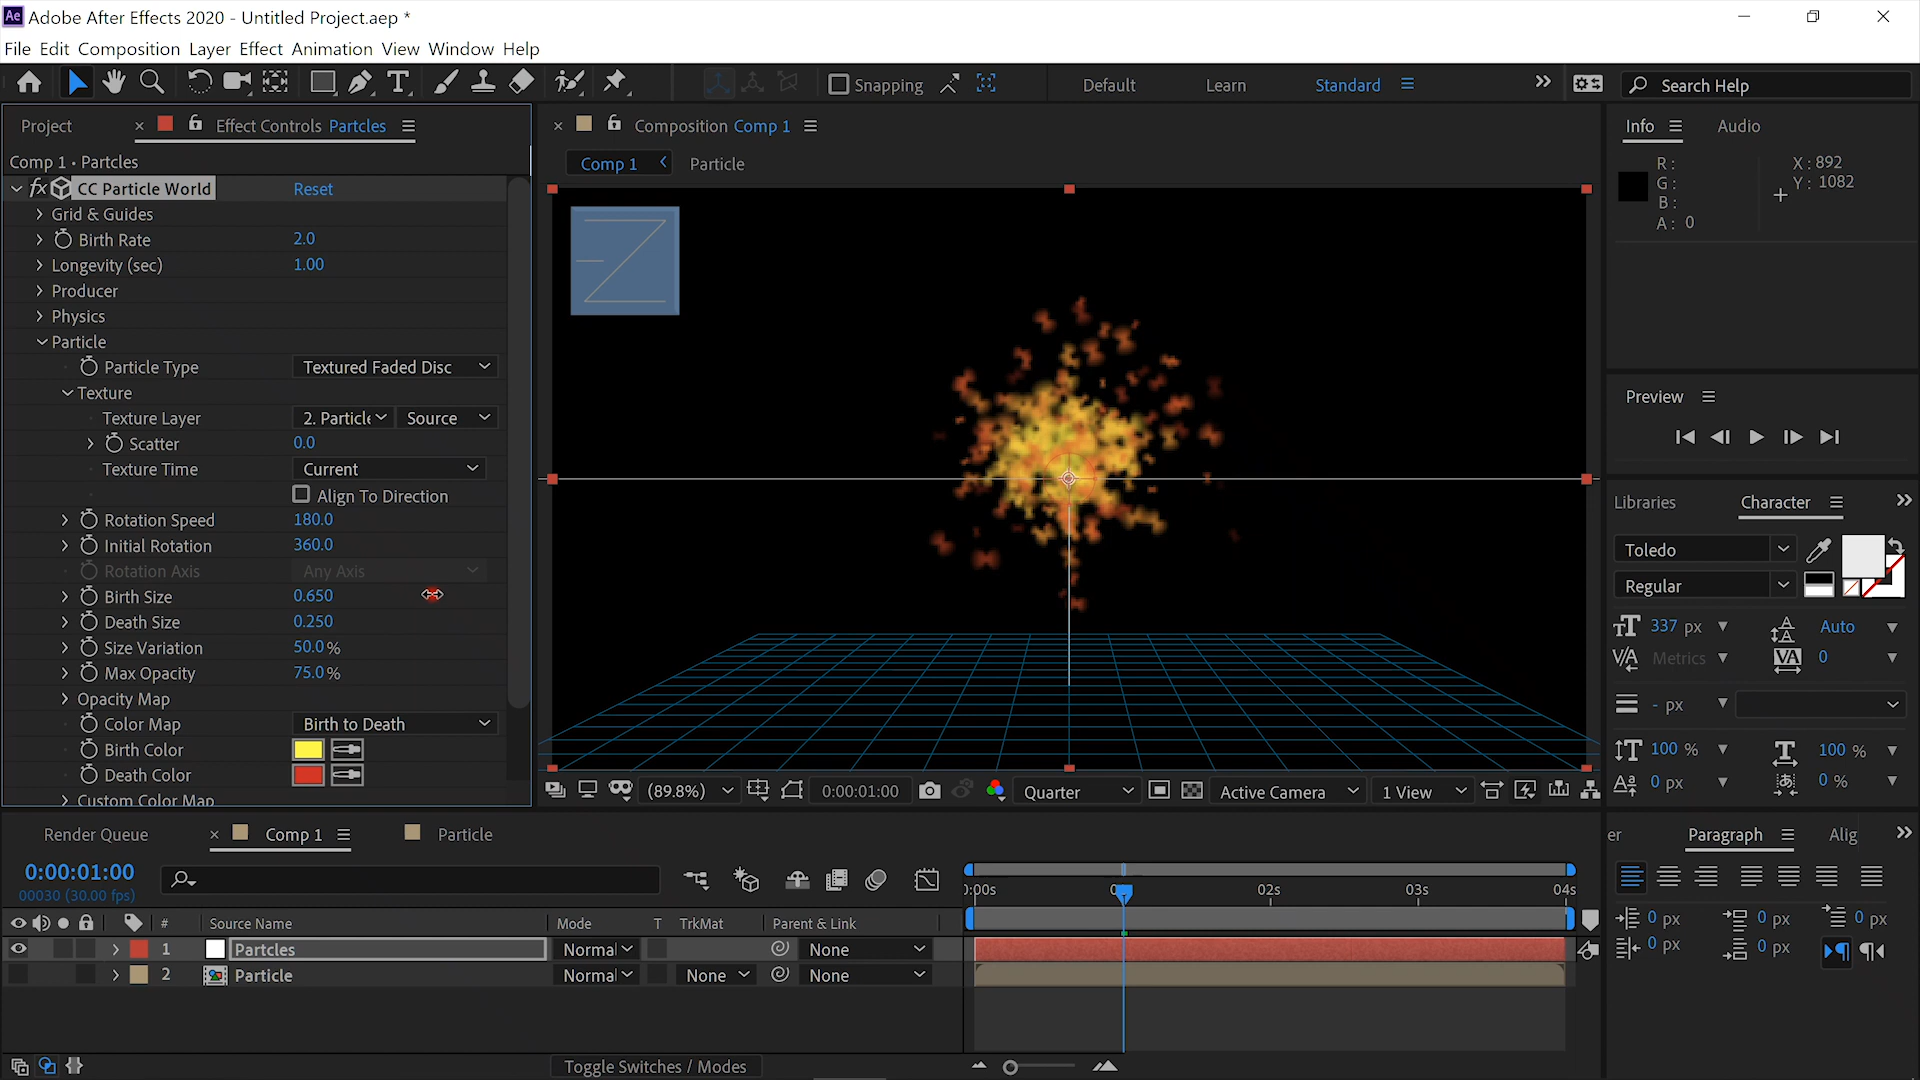 Ae Adobe After Effects 2020 - Untitled Project.aep *
File Edit Composition Layer Effect Animation View Window Help
Snapping
Default
Learn
Standard
Search Help
Project
Effect Controls Partcles
Comp 1 • Partcles
fx CC Particle World Reset
Grid & Guides
Birth Rate 2.0
Longevity (sec) 1.00
Producer
Physics
Particle
Particle Type Textured Faded Disc
Texture
Texture Layer 2. Particle Source
Scatter 0.0
Texture Time Current
Align To Direction
Rotation Speed 180.0
Initial Rotation 360.0
Rotation Axis Any Axis
Birth Size 0.650
Death Size 0.250
Size Variation 50.0%
Max Opacity 75.0%
Opacity Map
Color Map Birth to Death
Birth Color
Death Color
Custom Color Map
Composition Comp 1
Comp 1 Particle
(89.8%) 0:00:01:00 Quarter Active Camera 1 View
Info Audio
R: X: 892
G: Y: 1082
B:
A: 0
Preview
Libraries Character
Toledo
Regular
337 px Auto
Metrics 0
- px
100 % 100 %
0 px 0 %
er Paragraph Alig
0 px 0 px 0 px
0 px 0 px
Render Queue Comp 1 Particle
0:00:01:00
00030 (30.00 fps)
# Source Name Mode T TrkMat Parent & Link
1 Partcles Normal None
2 Particle Normal None None
):00s 02s 03s 04s
Toggle Switches / Modes